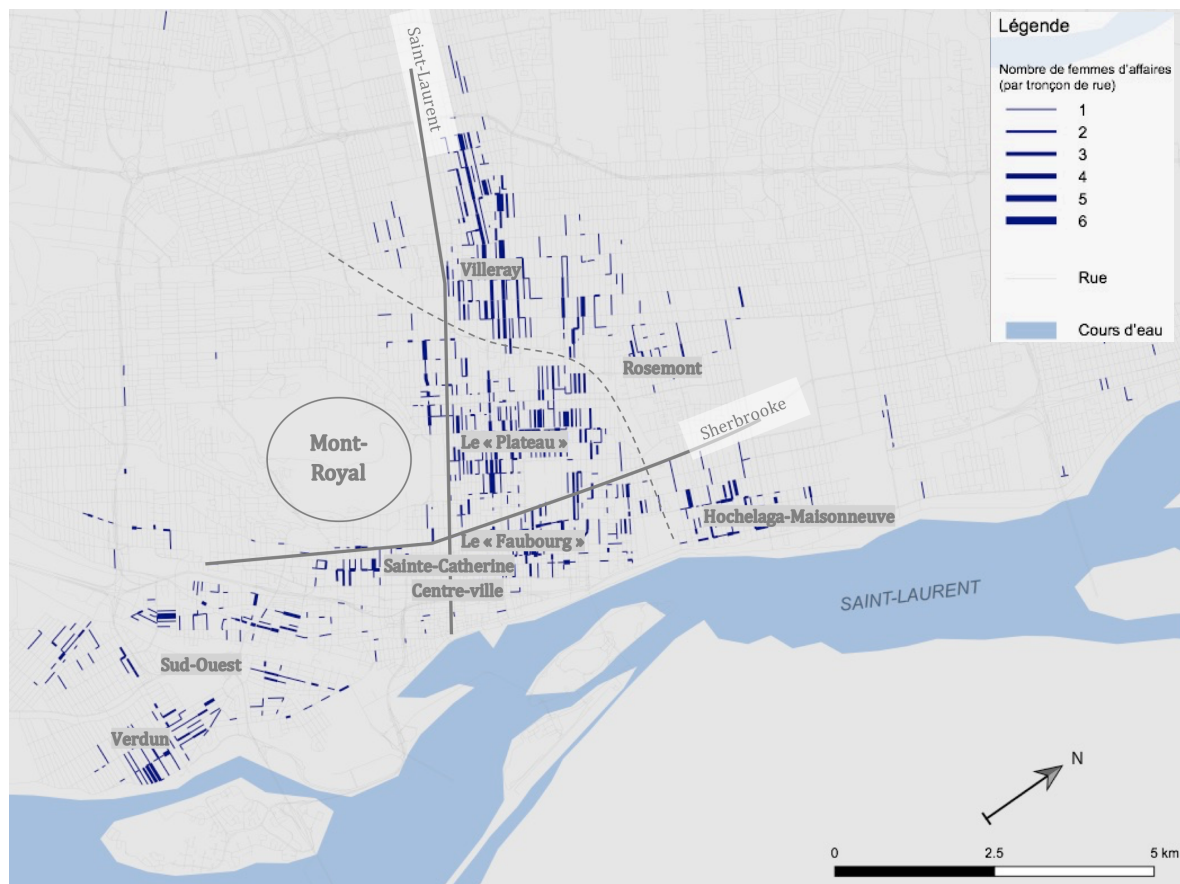 Légende
Nombre de femmes d'affaires
(par tronçon de rue)
1
2
3
4
5
6
Rue
Cours d'eau
Saint-Laurent
Villeray
Rosemont
Sherbrooke
Mont-
Royal
Le « Plateau »
Hochelaga-Maisonneuve
Le « Faubourg »
Sainte-Catherine
Centre-ville
SAINT-LAURENT
Sud-Ouest
Verdun
N
0
2.5
5 km